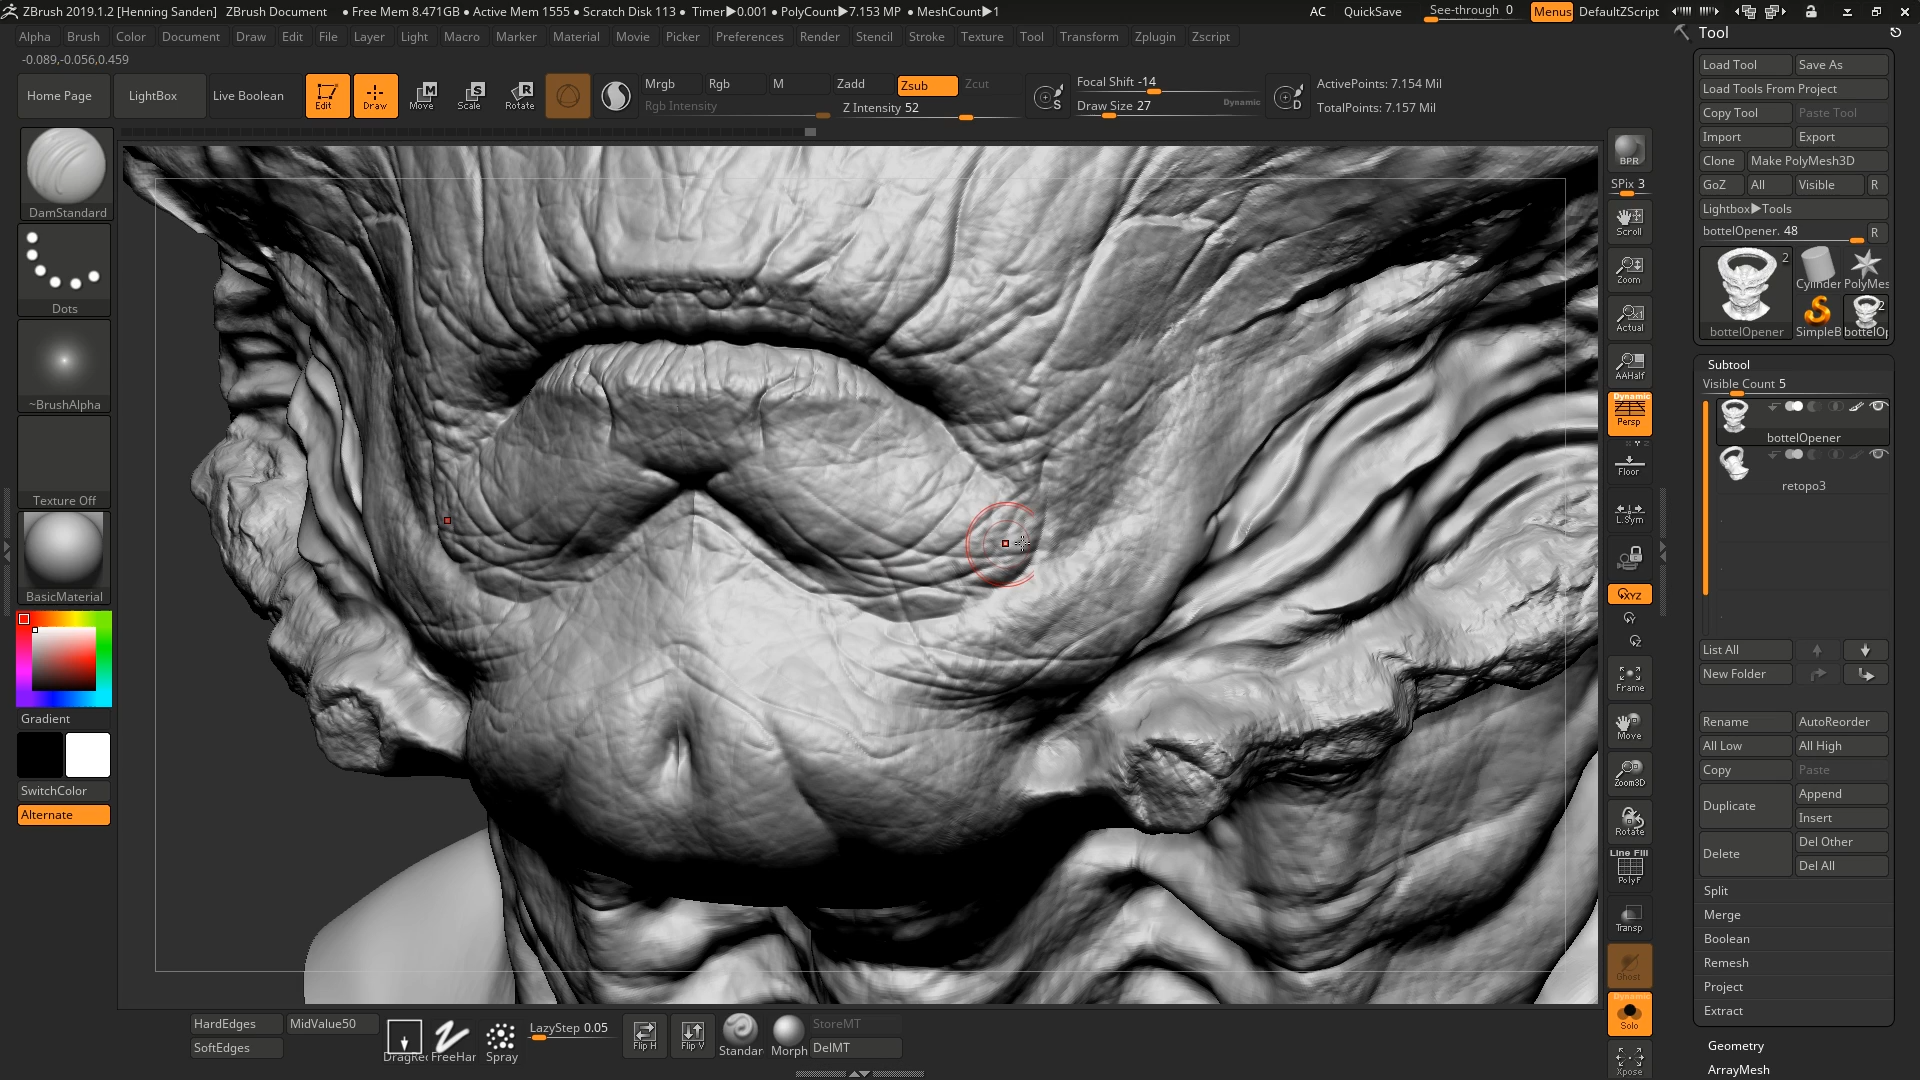 ZBrush 2019.1.2 [Henning Sanden] ZBrush Document • Free Mem 8.471GB • Active Mem 1555 • Scratch Disk 113 • Timer▶0.001 • PolyCount▶7.153 MP • MeshCount▶1 AC QuickSave See-through 0 Menus DefaultZScript
Alpha Brush Color Document Draw Edit File Layer Light Macro Marker Material Movie Picker Preferences Render Stencil Stroke Texture Tool Transform Zplugin Zscript
-0.089,-0.056,0.459
Home Page LightBox Live Boolean Edit Draw Move Scale Rotate
M S R
Mrgb Rgb M Zadd Zsub Zcut
Rgb Intensity Z Intensity 52
S Focal Shift -14
Draw Size 27 Dynamic
D ActivePoints: 7.154 Mil
TotalPoints: 7.157 Mil
DamStandard
Dots
~BrushAlpha
Texture Off
BasicMaterial
Gradient
SwitchColor
Alternate
BPR
SPix 3
Scroll
Zoom
Actual
AAHalf
Dynamic
Persp
Floor
L.Sym
XYZ
Y
Z
Frame
Move
Zoom3D
Rotate
Line Fill
PolyF
Transp
Ghost
Dynamic
Solo
Xpose
Tool
Load Tool Save As
Load Tools From Project
Copy Tool Paste Tool
Import Export
Clone Make PolyMesh3D
GoZ All Visible R
Lightbox▶Tools
bottelOpener. 48 R
2
Cylinder PolyMes
2
bottelOpener SimpleB bottelOp
Subtool
Visible Count 5
bottelOpener
retopo3
List All
New Folder
Rename AutoReorder
All Low All High
Copy Paste
Duplicate Append
Insert
Delete Del Other
Del All
Split
Merge
Boolean
Remesh
Project
Extract
Geometry
ArrayMesh
HardEdges MidValue50
SoftEdges
DragRec FreeHan Spray
LazyStep 0.05
Flip H Flip V Standar Morph
StoreMT
DelMT